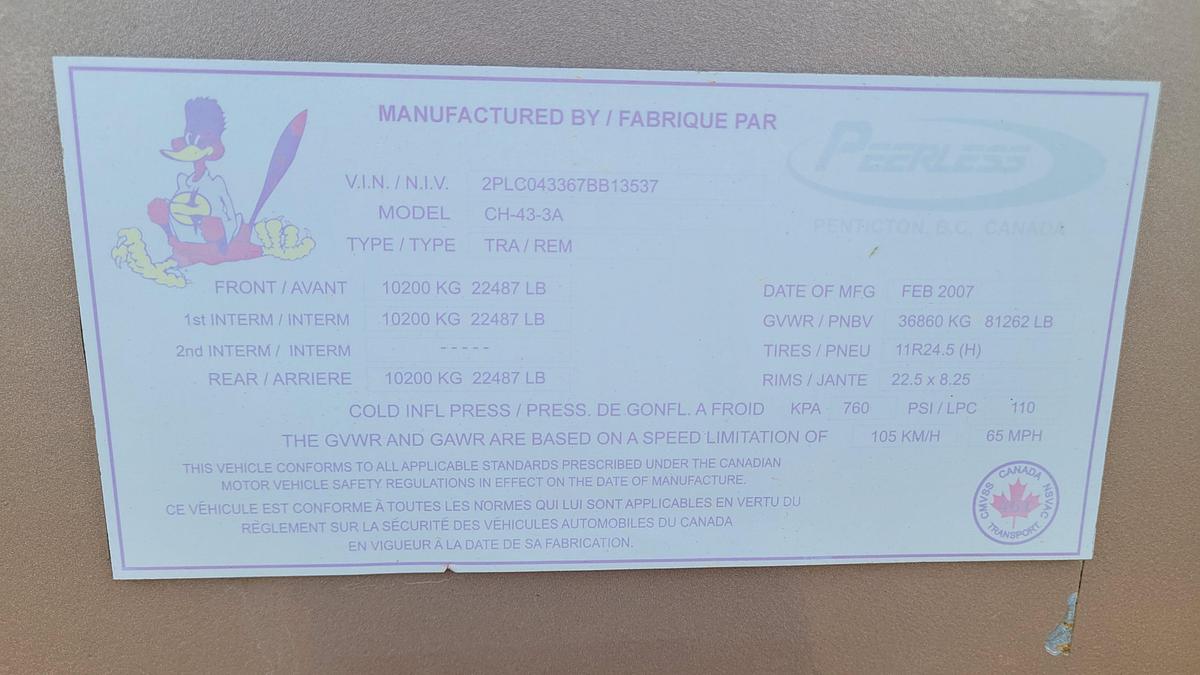 MANUFACTURED BY / FABRIQUE PAR
PEERLESS
PENTICTON, B.C. CANADA
V.I.N. / N.I.V. 2PLC043367BB13537
MODEL CH-43-3A
TYPE / TYPE TRA / REM
FRONT / AVANT 10200 KG 22487 LB
1st INTERM / INTERM 10200 KG 22487 LB
2nd INTERM / INTERM - - - - -
REAR / ARRIERE 10200 KG 22487 LB
DATE OF MFG FEB 2007
GVWR / PNBV 36860 KG 81262 LB
TIRES / PNEU 11R24.5 (H)
RIMS / JANTE 22.5 x 8.25
COLD INFL PRESS / PRESS. DE GONFL. A FROID KPA 760 PSI / LPC 110
THE GVWR AND GAWR ARE BASED ON A SPEED LIMITATION OF 105 KM/H 65 MPH
THIS VEHICLE CONFORMS TO ALL APPLICABLE STANDARDS PRESCRIBED UNDER THE CANADIAN
MOTOR VEHICLE SAFETY REGULATIONS IN EFFECT ON THE DATE OF MANUFACTURE.
CE VÉHICULE EST CONFORME À TOUTES LES NORMES QUI LUI SONT APPLICABLES EN VERTU DU
RÈGLEMENT SUR LA SÉCURITÉ DES VÉHICULES AUTOMOBILES DU CANADA
EN VIGUEUR À LA DATE DE SA FABRICATION.
CANADA
CMVSS NSVAC
TRANSPORT